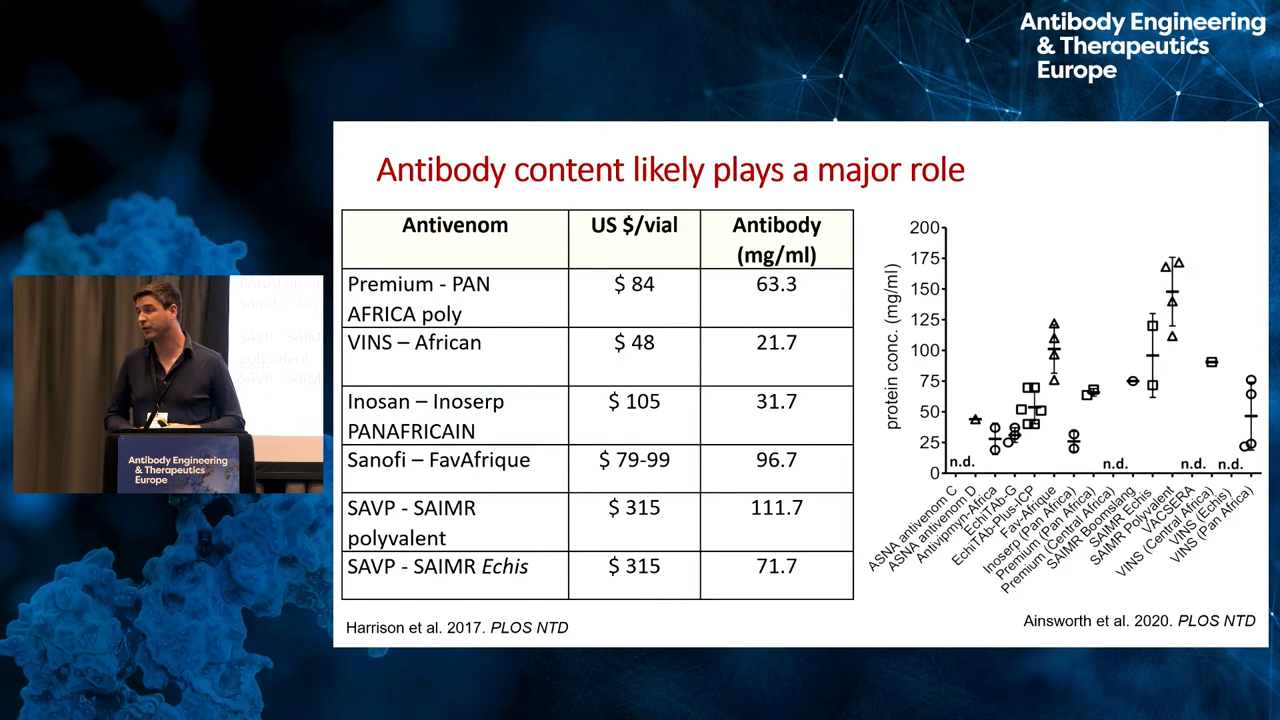 Antibody Engineering
& Therapeutics
Europe
Antibody content likely plays a major role
Antivenom
US $/vial
Antibody
(mg/ml)
Premium - PAN
AFRICA poly
$ 84
63.3
VINS – African
$ 48
21.7
Inosan – Inoserp
PANAFRICAIN
$ 105
31.7
Sanofi – FavAfrique
$ 79-99
96.7
SAVP - SAIMR
polyvalent
$ 315
111.7
SAVP - SAIMR Echis
$ 315
71.7
Harrison et al. 2017. PLOS NTD
protein conc. (mg/ml)
200
175
150
125
100
75
50
25
0
n.d.
n.d.
n.d.
n.d.
ASNA antivenom C
ASNA antivenom D
Antivipmyn-Africa
EchiTAb-G
EchiTAb-Plus-ICP
Fav-Afrique
Inoserp (Pan Africa)
Premium (Pan Africa)
Premium (Central Africa)
SAIMR Boomslang
SAIMR Echis
SAIMR Polyvalent
VACSERA
VINS (Central Africa)
VINS (Echis)
VINS (Pan Africa)
Ainsworth et al. 2020. PLOS NTD
polyvalent
SAVP - SAIM
Antibody Engineering
& Therapeutics
Europe